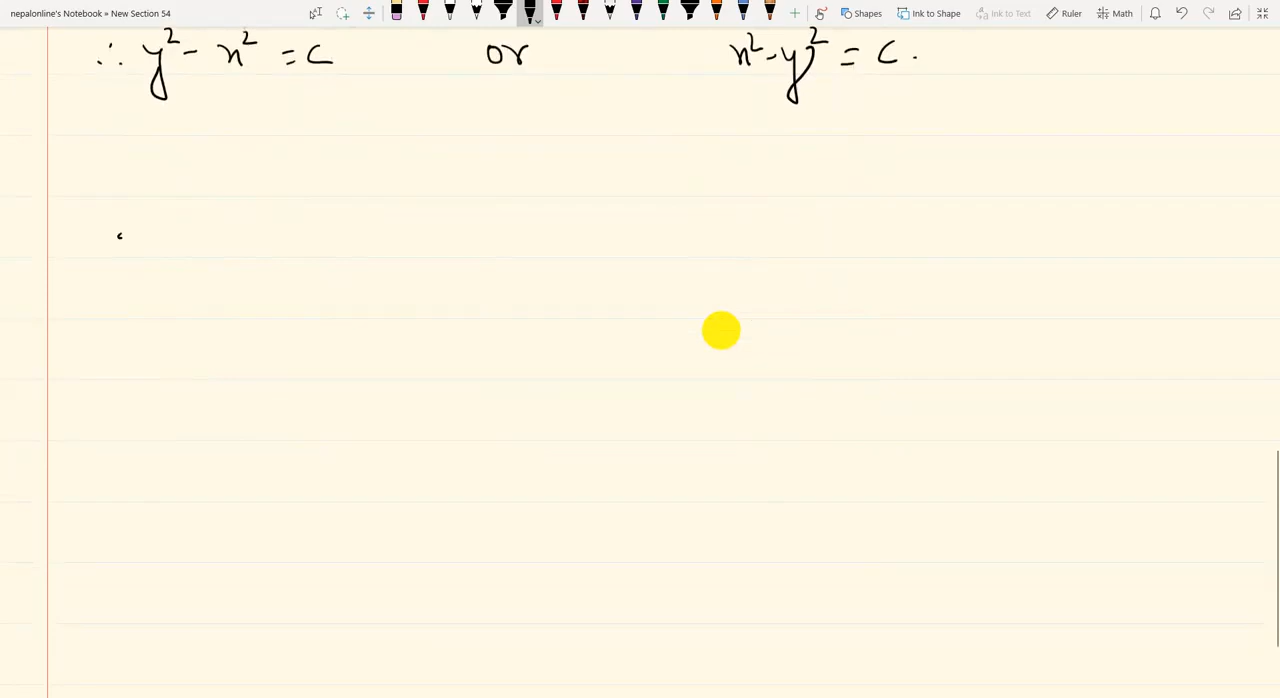 nepalonline's Notebook » New Section 54 Shapes Ink to Shape Ink to Text Ruler Math
∴ y² - x² = c or x² - y² = c.